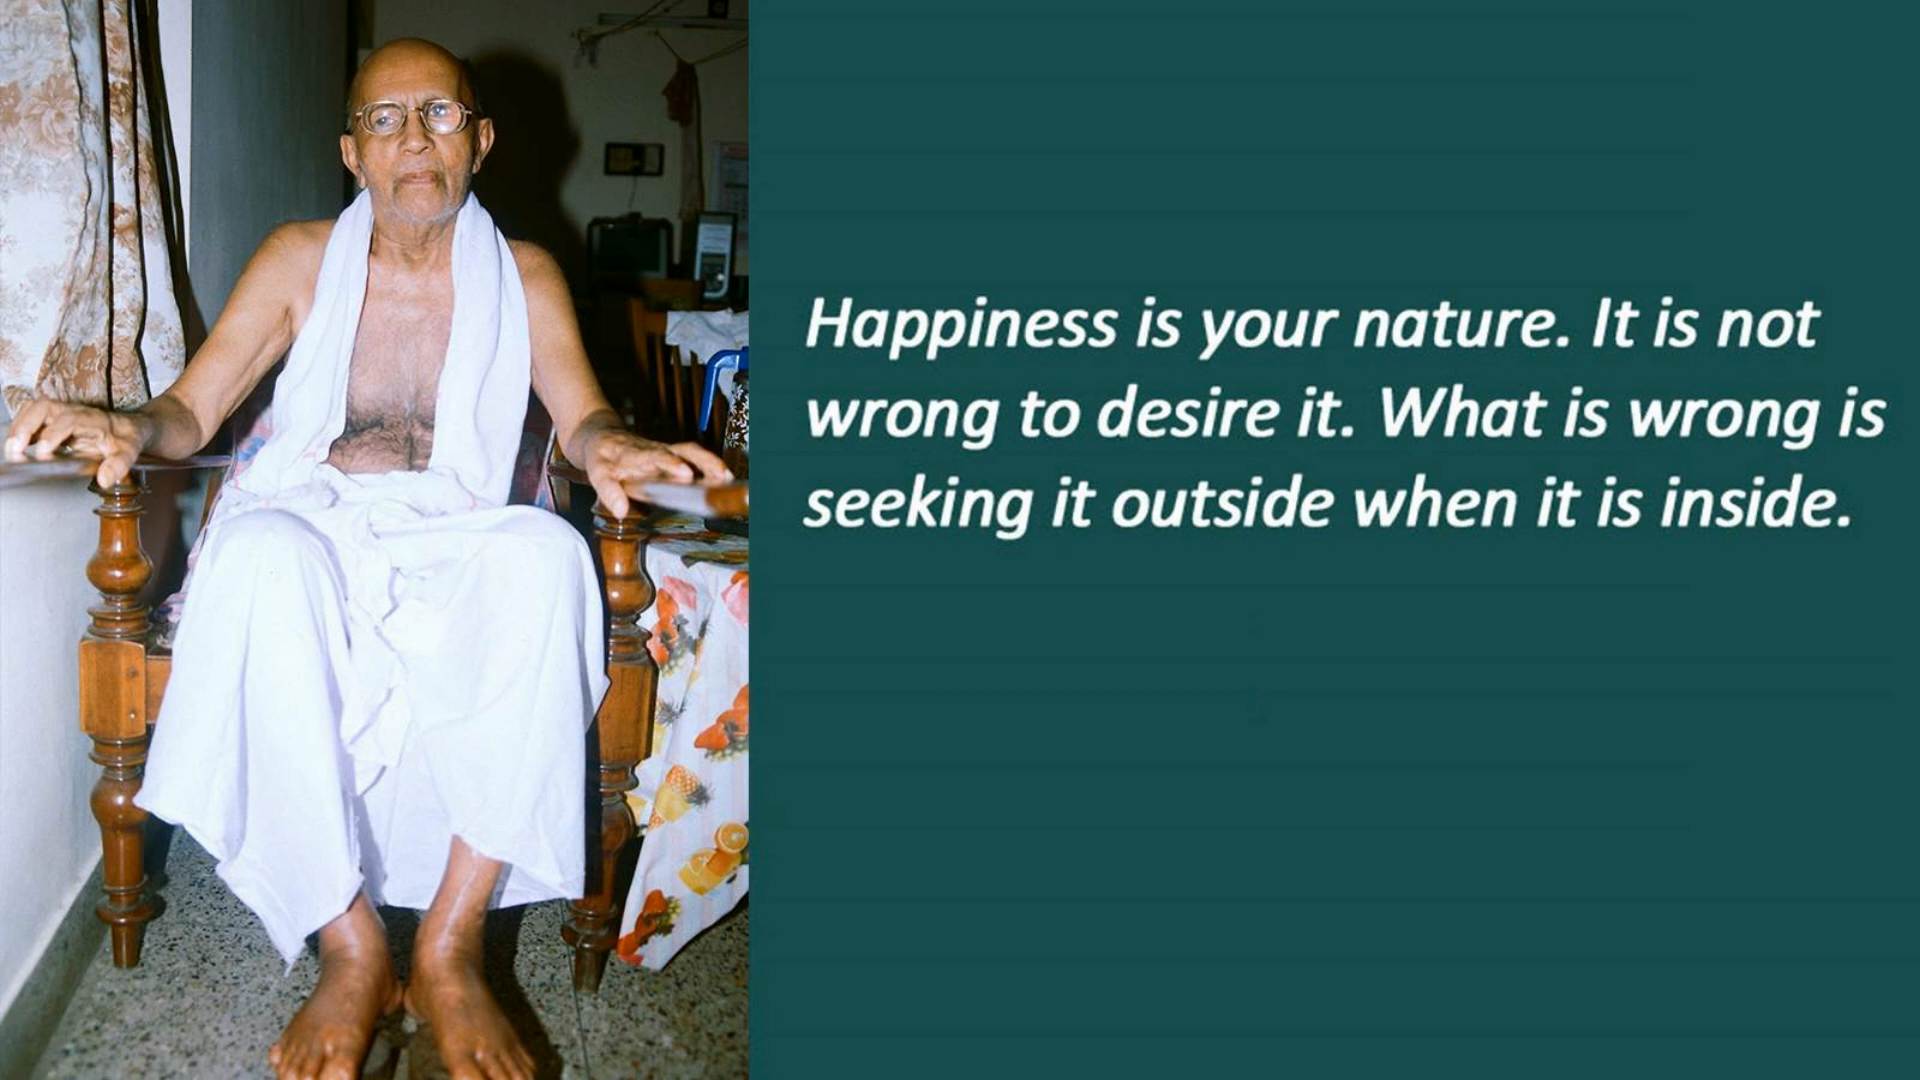 Happiness is your nature. It is not
wrong to desire it. What is wrong is
seeking it outside when it is inside.